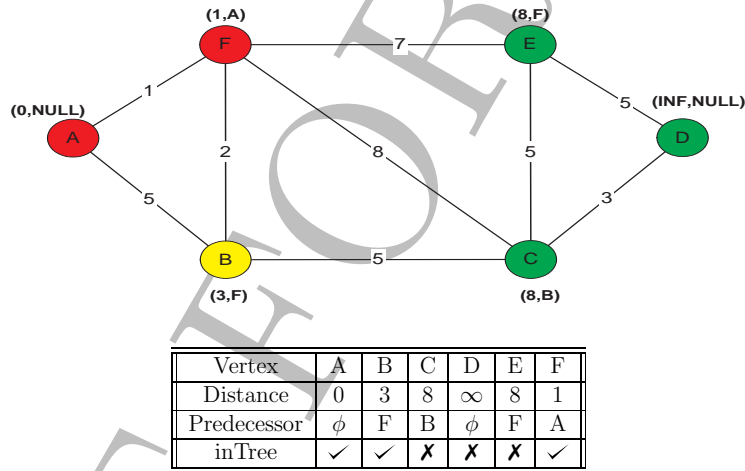 (1,A)
(8,F)
F
7
E
1
5
(0,NULL)
(INF,NULL)
A
2
8
5
D
5
3
B
5
C
(3,F)
(8,B)
Vertex A B C D E F
Distance 0 3 8 ∞ 8 1
Predecessor ϕ F B ϕ F A
inTree ✓ ✓ ✗ ✗ ✗ ✓
F O R